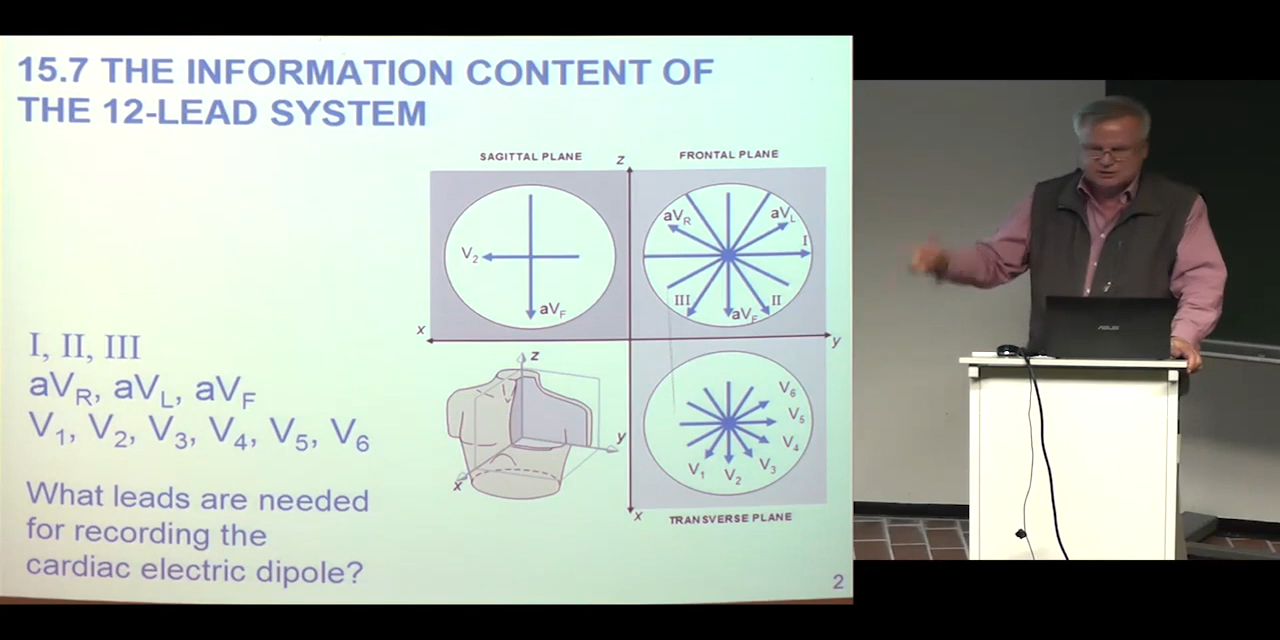 15.7 THE INFORMATION CONTENT OF
THE 12-LEAD SYSTEM
SAGITTAL PLANE
z
FRONTAL PLANE
V2
aVF
aVR
aVL
I
III
aVF
II
x
y
I, II, III
aVR, aVL, aVF
V1, V2, V3, V4, V5, V6
z
y
x
V6
V5
V4
V3
V2
V1
x
TRANSVERSE PLANE
What leads are needed
for recording the
cardiac electric dipole?
2
ASUS